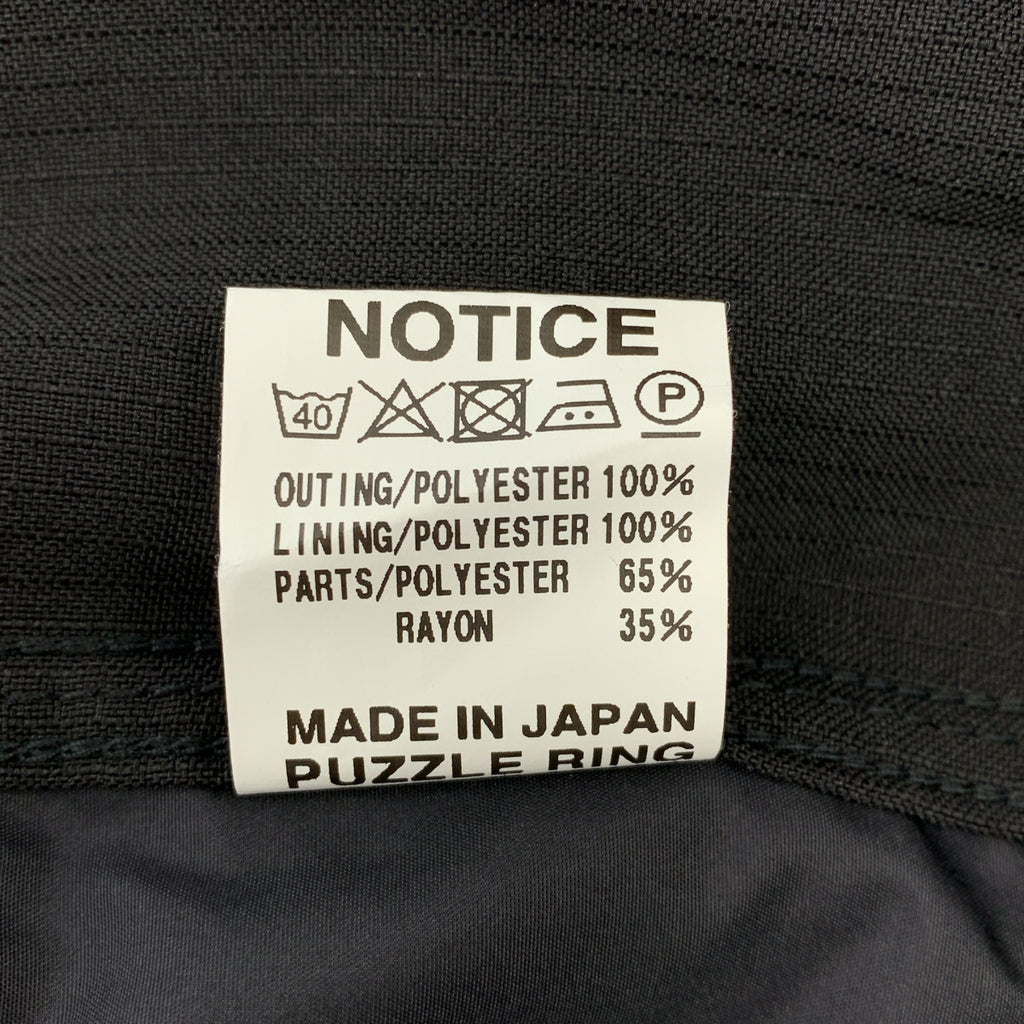 NOTICE
40 P
OUTING/POLYESTER 100%
LINING/POLYESTER 100%
PARTS/POLYESTER 65%
RAYON 35%
MADE IN JAPAN
PUZZLE RING